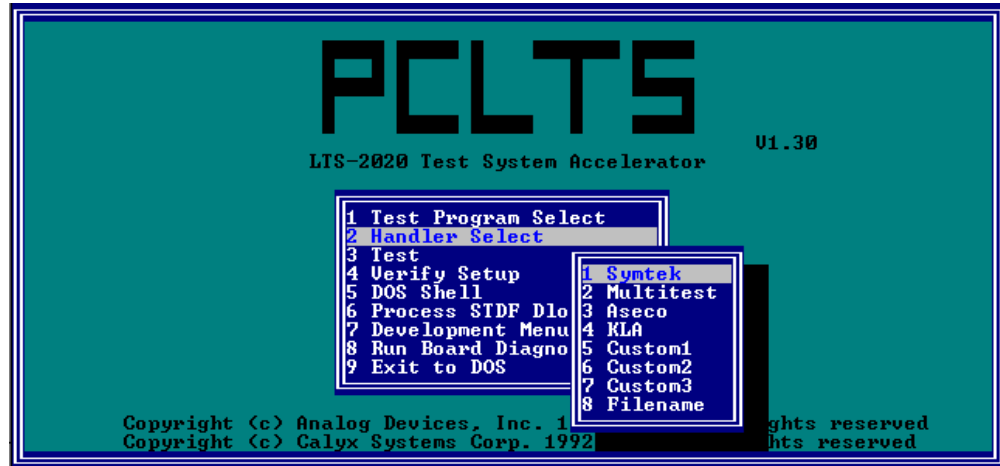 PCLTS
V1.30
LTS-2020 Test System Accelerator
1 Test Program Select
2 Handler Select
3 Test
4 Verify Setup
5 DOS Shell
6 Process STDF Dlo
7 Development Menu
8 Run Board Diagno
9 Exit to DOS
1 Symtek
2 Multitest
3 Aseco
4 KLA
5 Custom1
6 Custom2
7 Custom3
8 Filename
Copyright (c) Analog Devices, Inc. 1 ghts reserved
Copyright (c) Calyx Systems Corp. 1992 hts reserved